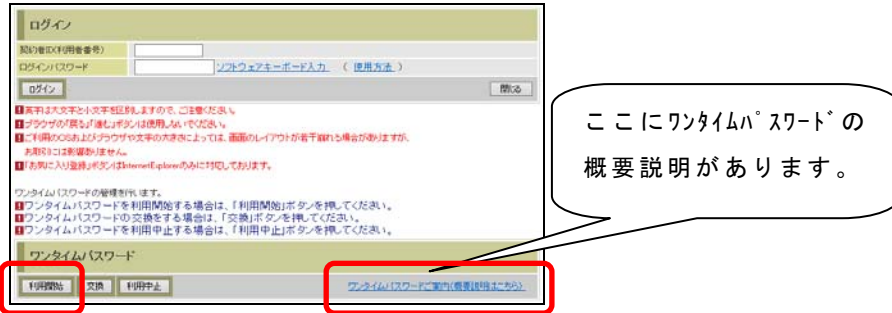 ログイン
契約者ID(利用者番号)
ログインパスワード ソフトウェアキーボード入力 ( 使用方法 )
ログイン 閉じる
英字は大文字と小文字を区別しますので、ご注意ください。
ブラウザの「戻る」「進む」ボタンは使用しないでください。
ご利用のOSおよびブラウザや文字の大きさによっては、画面のレイアウトが若干崩れる場合がありますが、
お取引には影響ありません。
「お気に入り登録」ボタンはInternetExplorerのみに対応しております。
ワンタイムパスワードの管理を行います。
ワンタイムパスワードを利用開始する場合は、「利用開始」ボタンを押してください。
ワンタイムパスワードの交換をする場合は、「交換」ボタンを押してください。
ワンタイムパスワードを利用中止する場合は、「利用中止」ボタンを押してください。
ワンタイムパスワード
利用開始 交換 利用中止 ワンタイムパスワードご案内(概要説明はこちら)
ここにﾜﾝﾀｲﾑﾊﾟｽﾜｰﾄﾞの
概要説明があります。